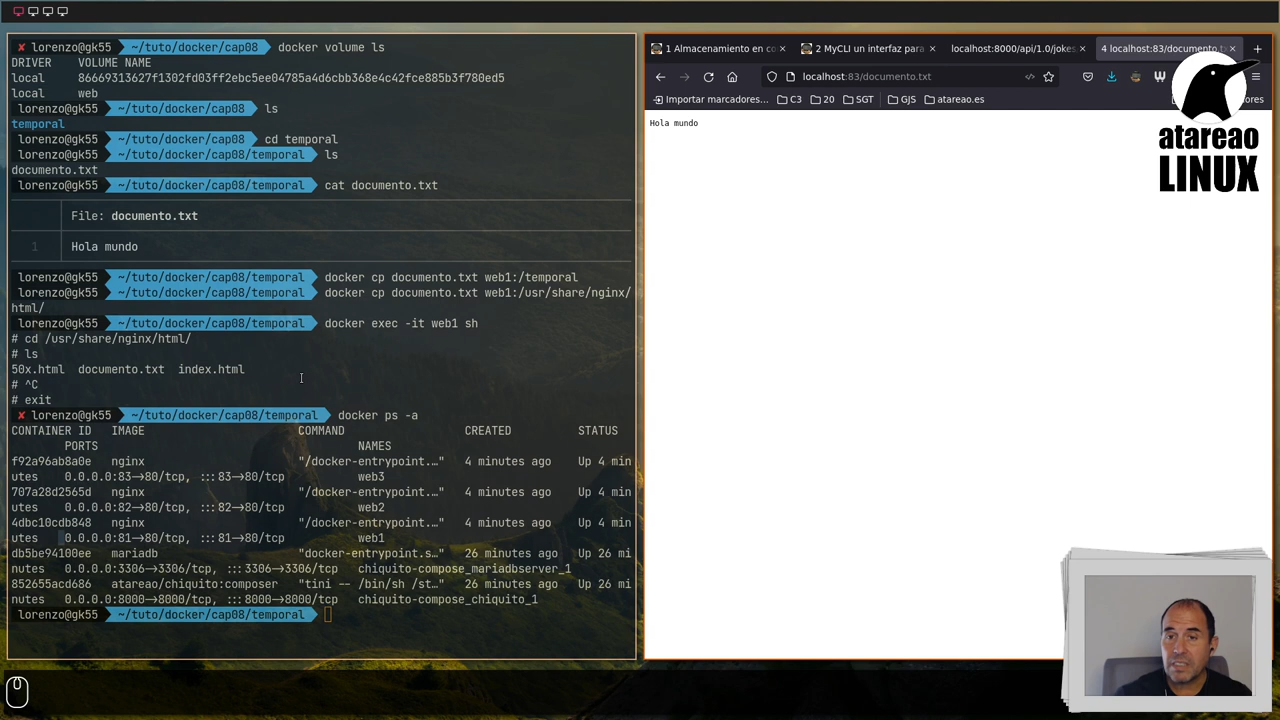 ✘ lorenzo@gk55 ~/tuto/docker/cap08 docker volume ls
DRIVER VOLUME NAME
local 86669313627f1302fd03ff2ebc5ee04785a4d6cbb368e4c42fce885b3f780ed5
local web
lorenzo@gk55 ~/tuto/docker/cap08 ls
temporal
lorenzo@gk55 ~/tuto/docker/cap08 cd temporal
lorenzo@gk55 ~/tuto/docker/cap08/temporal ls
documento.txt
lorenzo@gk55 ~/tuto/docker/cap08/temporal cat documento.txt
File: documento.txt
1 Hola mundo
lorenzo@gk55 ~/tuto/docker/cap08/temporal docker cp documento.txt web1:/temporal
lorenzo@gk55 ~/tuto/docker/cap08/temporal docker cp documento.txt web1:/usr/share/nginx/
html/
lorenzo@gk55 ~/tuto/docker/cap08/temporal docker exec -it web1 sh
# cd /usr/share/nginx/html/
# ls
50x.html documento.txt index.html
# ^C
# exit
✘ lorenzo@gk55 ~/tuto/docker/cap08/temporal docker ps -a
CONTAINER ID IMAGE COMMAND CREATED STATUS
PORTS NAMES
f92a96ab8a0e nginx "/docker-entrypoint.…" 4 minutes ago Up 4 min
utes 0.0.0.0:83->80/tcp, :::83->80/tcp web3
707a28d2565d nginx "/docker-entrypoint.…" 4 minutes ago Up 4 min
utes 0.0.0.0:82->80/tcp, :::82->80/tcp web2
4dbc10cdb848 nginx "/docker-entrypoint.…" 4 minutes ago Up 4 min
utes 0.0.0.0:81->80/tcp, :::81->80/tcp web1
db5be94100ee mariadb "docker-entrypoint.s…" 26 minutes ago Up 26 mi
nutes 0.0.0.0:3306->3306/tcp, :::3306->3306/tcp chiquito-compose_mariadbserver_1
852655acd686 atareao/chiquito:composer "tini -- /bin/sh /st…" 26 minutes ago Up 26 mi
nutes 0.0.0.0:8000->8000/tcp, :::8000->8000/tcp chiquito-compose_chiquito_1
lorenzo@gk55 ~/tuto/docker/cap08/temporal
1 Almacenamiento en co
2 MyCLI un interfaz para
localhost:8000/api/1.0/jokes
4 localhost:83/documento.t
localhost:83/documento.txt
Importar marcadores… C3 20 SGT GJS atareao.es
Hola mundo
atareao
LINUX